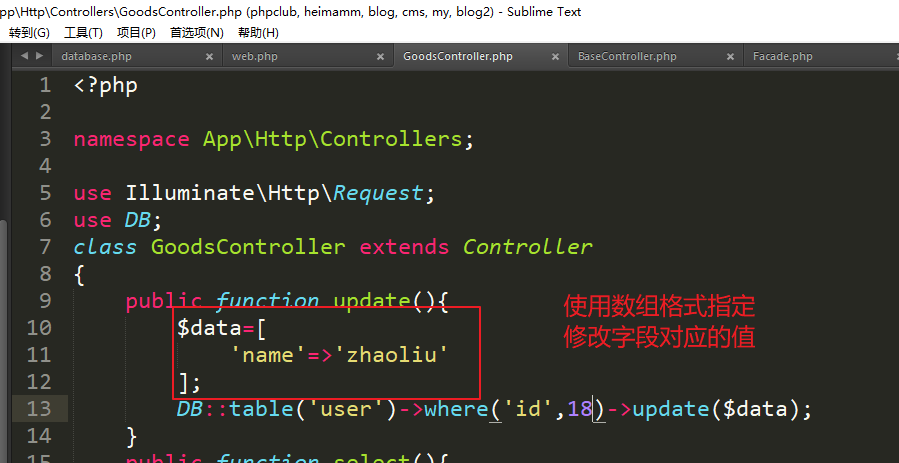 pp\Http\Controllers\GoodsController.php (phpclub, heimamm, blog, cms, my, blog2) - Sublime Text
转到(G) 工具(T) 项目(P) 首选项(N) 帮助(H)
database.php × web.php × GoodsController.php × BaseController.php × Facade.php
1 <?php
2
3 namespace App\Http\Controllers;
4
5 use Illuminate\Http\Request;
6 use DB;
7 class GoodsController extends Controller
8 {
9 public function update(){
10 $data=[
11 'name'=>'zhaoliu'
12 ];
13 DB::table('user')->where('id',18)->update($data);
14 }
15 public function select(){
使用数组格式指定
修改字段对应的值